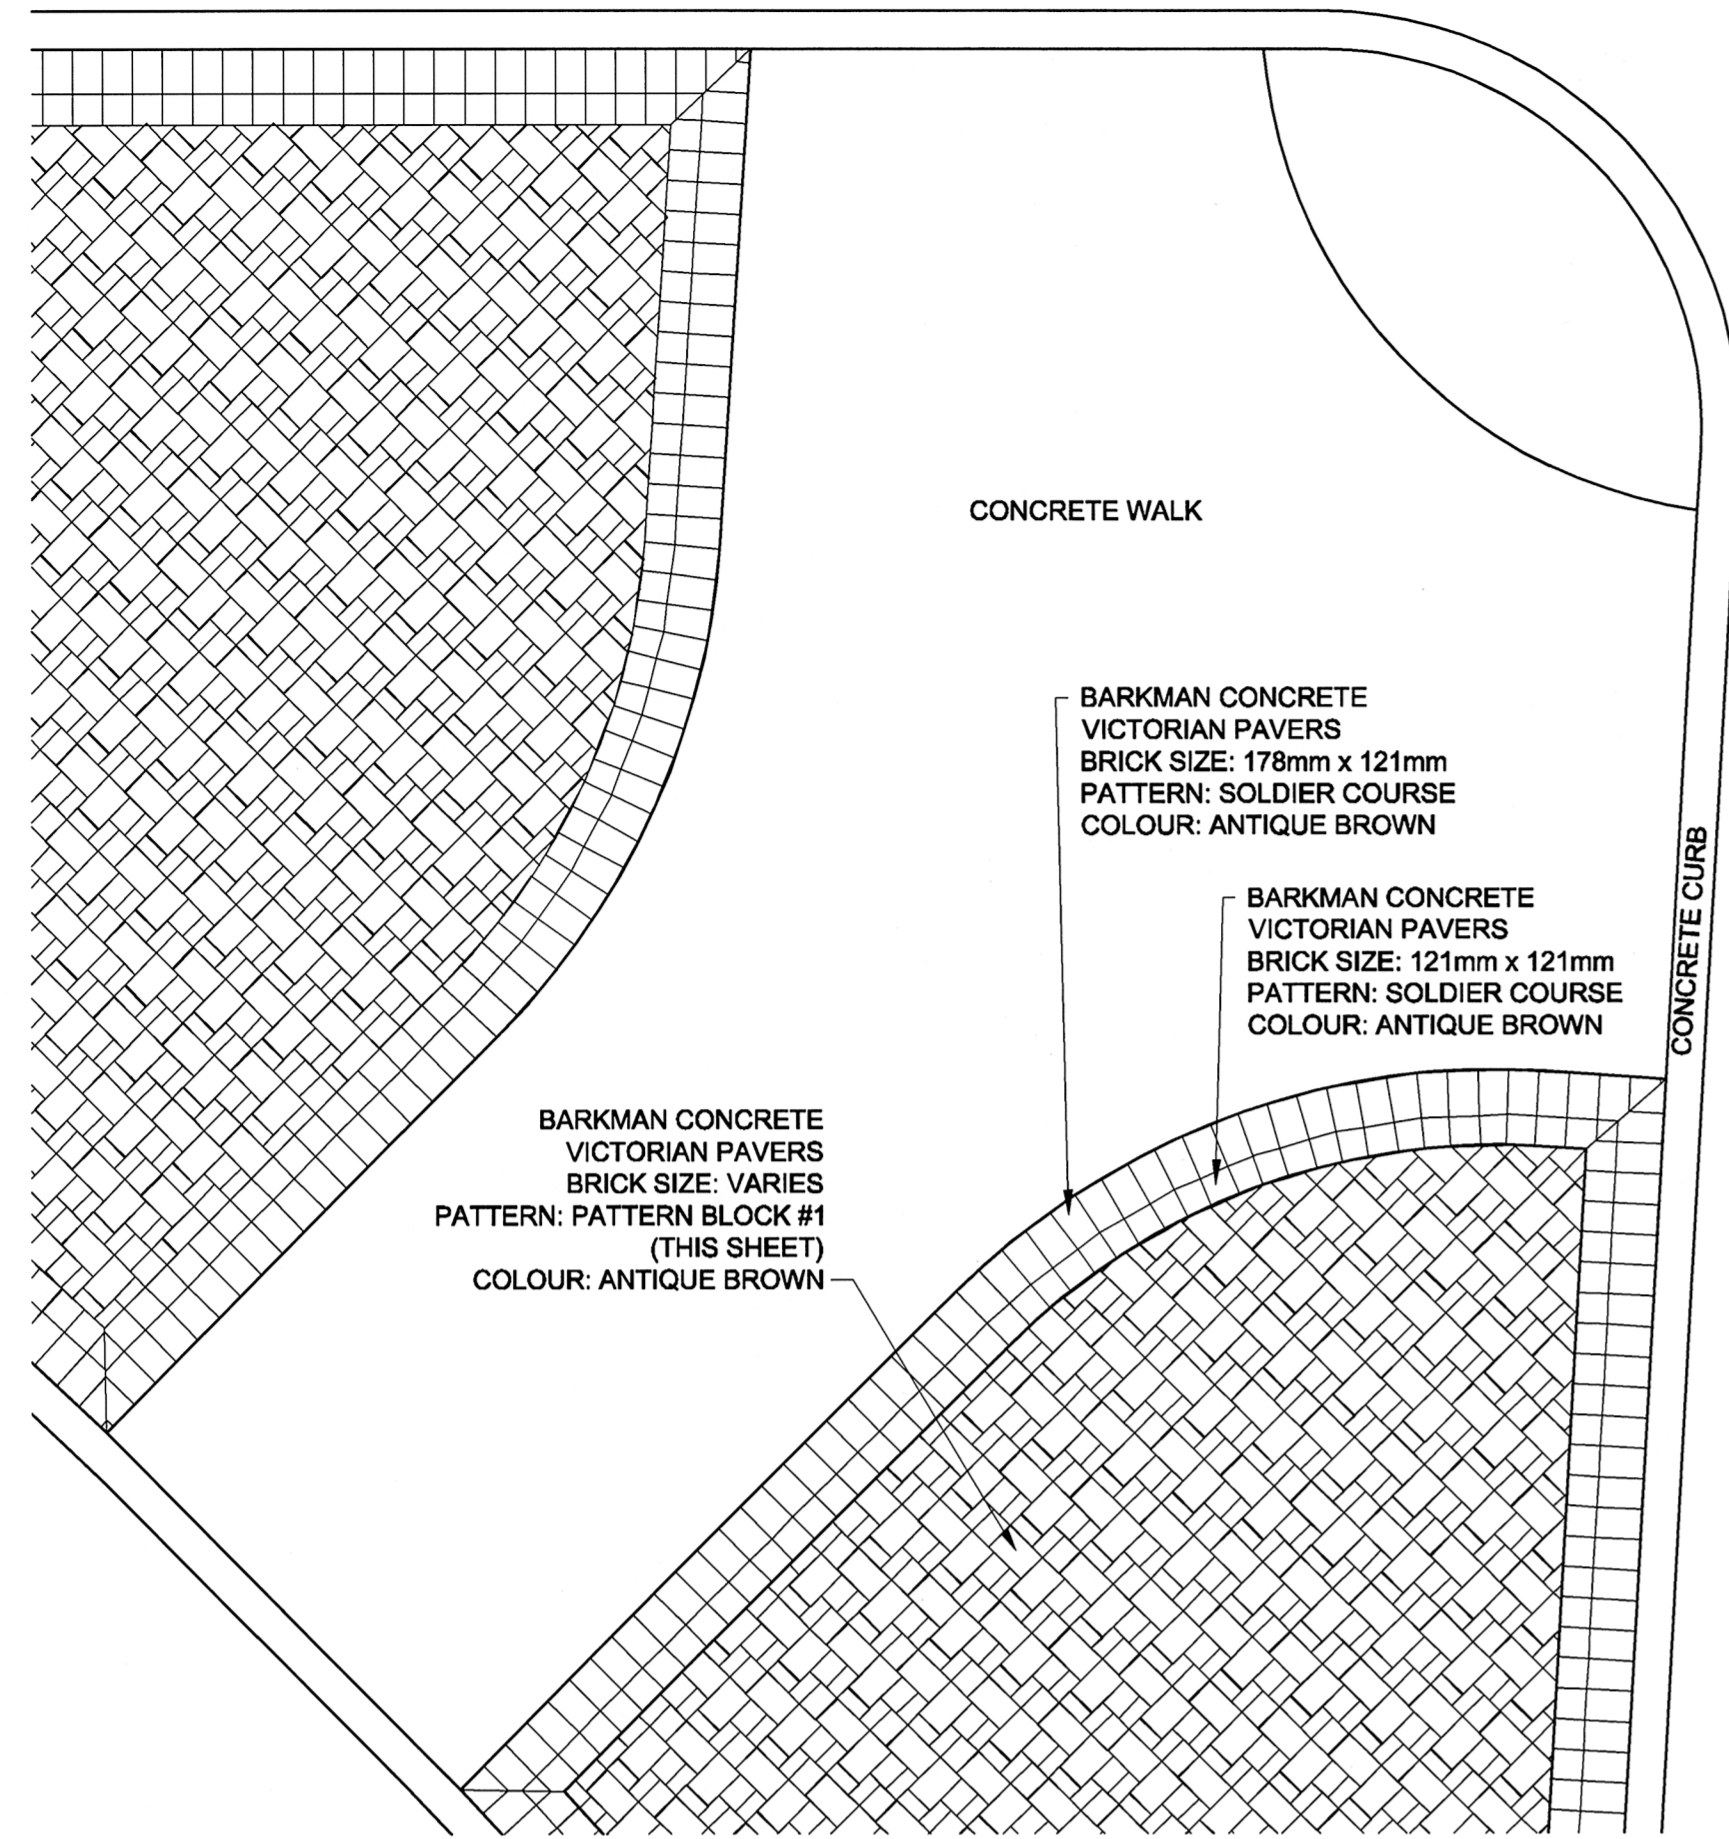 CONCRETE WALK
BARKMAN CONCRETE
VICTORIAN PAVERS
BRICK SIZE: 178mm x 121mm
PATTERN: SOLDIER COURSE
COLOUR: ANTIQUE BROWN
BARKMAN CONCRETE
VICTORIAN PAVERS
BRICK SIZE: 121mm x 121mm
PATTERN: SOLDIER COURSE
COLOUR: ANTIQUE BROWN
CONCRETE CURB
BARKMAN CONCRETE
VICTORIAN PAVERS
BRICK SIZE: VARIES
PATTERN: PATTERN BLOCK #1
(THIS SHEET)
COLOUR: ANTIQUE BROWN